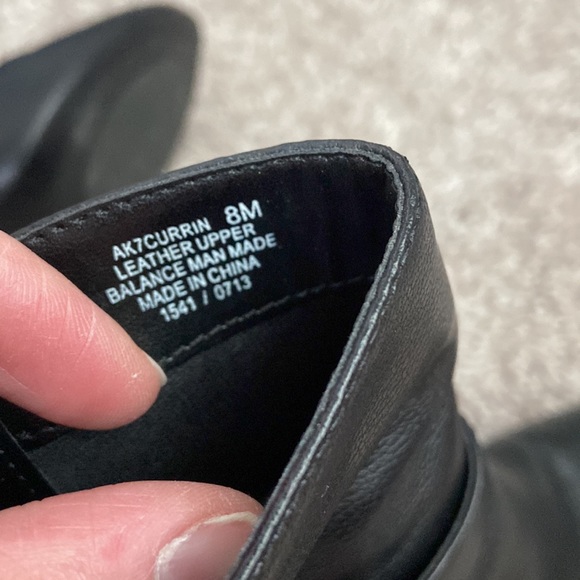 AK7CURRIN 8M
LEATHER UPPER
BALANCE MAN MADE
MADE IN CHINA
1541 / 0713